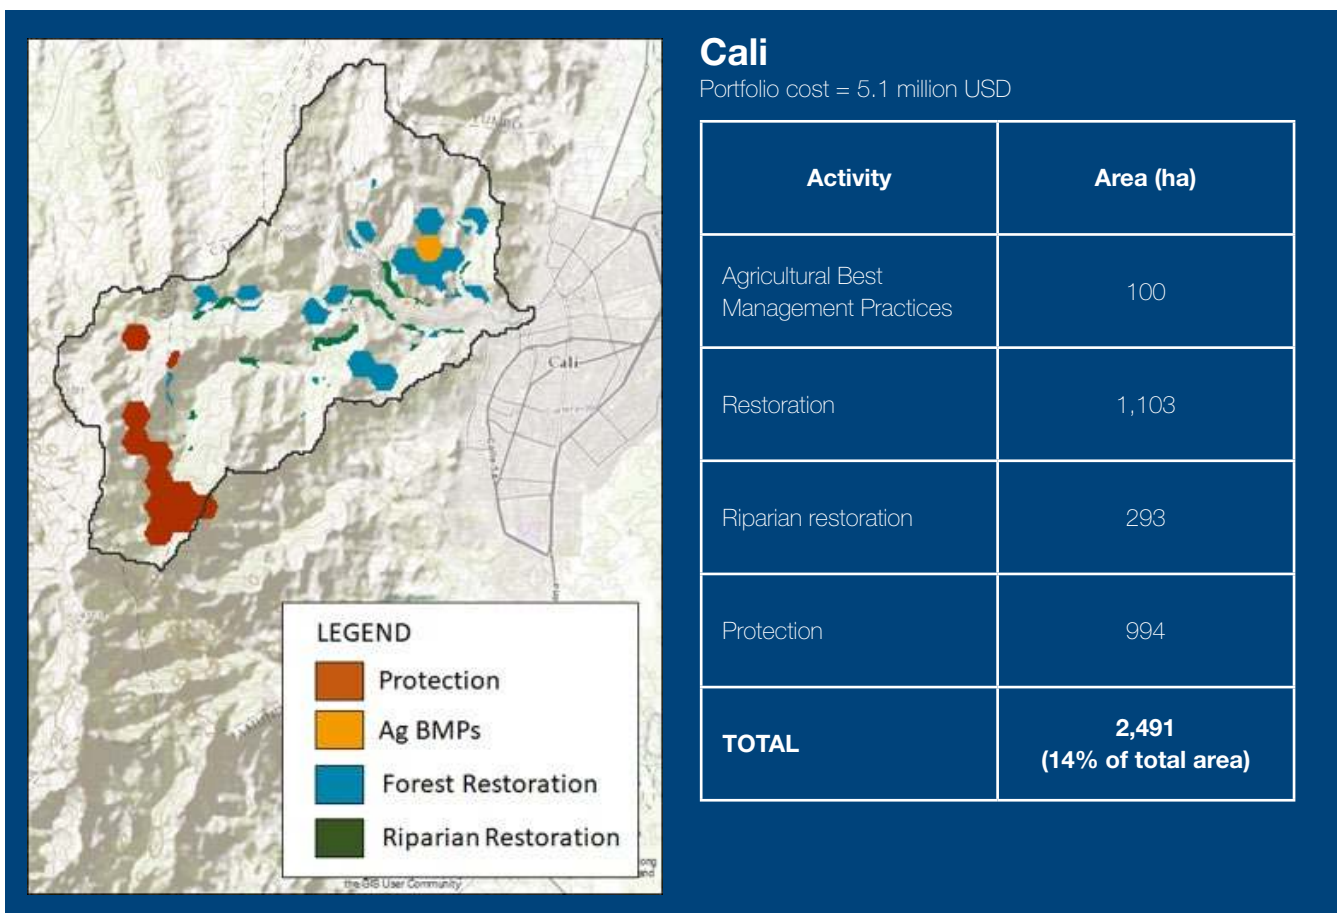 YUMBO
Cali
LEGEND
Protection
Ag BMPs
Forest Restoration
Riparian Restoration
the GIS User Community
Cali
Portfolio cost = 5.1 million USD
Activity
Area (ha)
Agricultural Best
Management Practices
100
Restoration
1,103
Riparian restoration
293
Protection
994
TOTAL
2,491
(14% of total area)